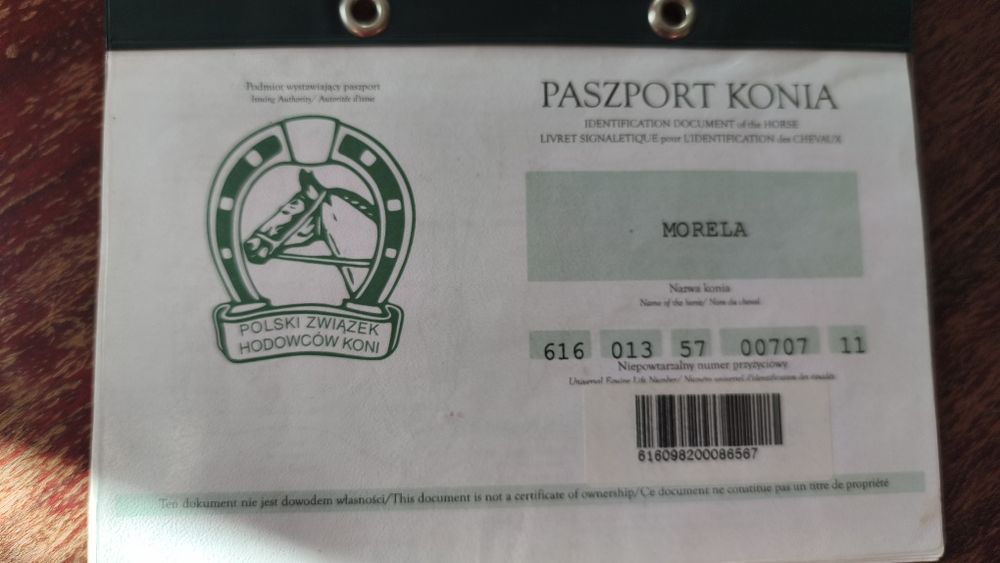 Podmiot wystawiający paszport
Issuing Authority/ Autoritée d'issue
POLSKI ZWIĄZEK
HODOWCÓW KONI
PASZPORT KONIA
IDENTIFICATION DOCUMENT of the HORSE
LIVRET SIGNALETIQUE pour L'IDENTIFICATION des CHEVAUX
MORELA
Nazwa konia
Name of the horse/ Nom du cheval
616 013 57 00707 11
Niepowtarzalny numer przyżyciowy
Universal Equine Life Number/ Numéro universel d'identification des équidés
616098200086567
Ten dokument nie jest dowodem własności/This document is not a certificate of ownership/Ce document ne constitue pas un titre de propriété